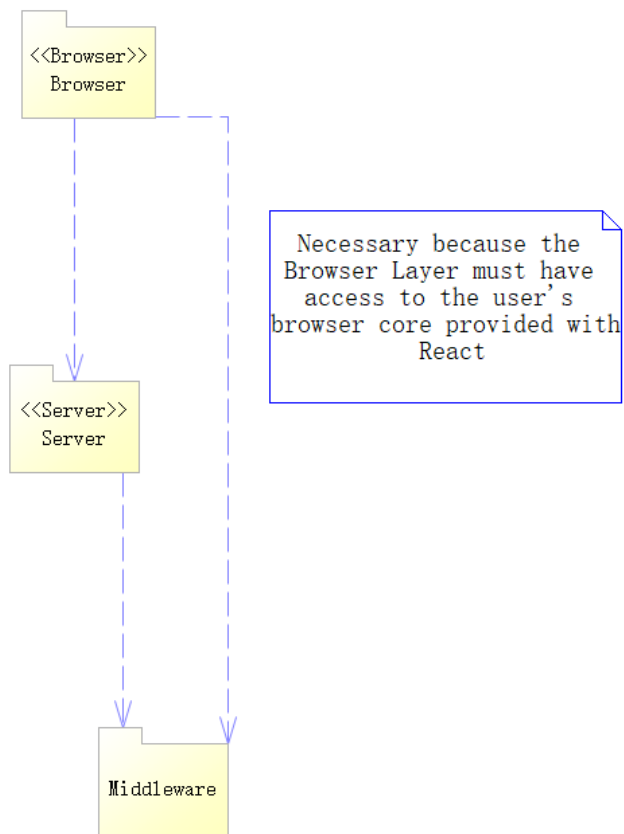 <<Browser>>
Browser
Necessary because the
Browser Layer must have
access to the user's
browser core provided with
React
<<Server>>
Server
Middleware